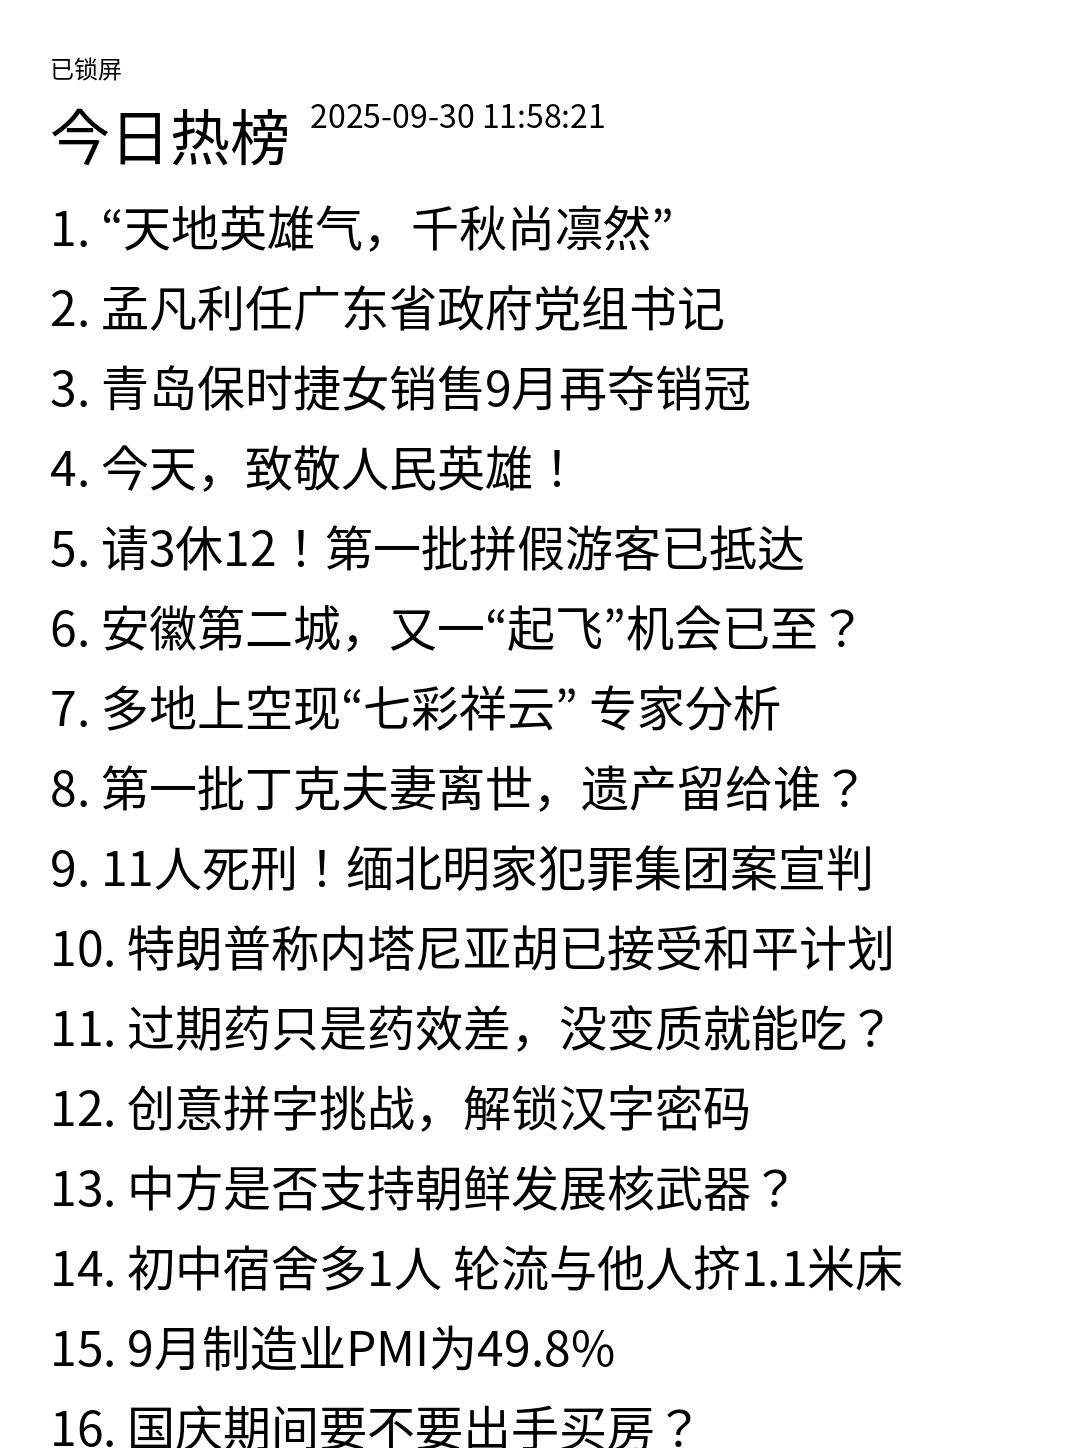 已锁屏
今日热榜 2025-09-30 11:58:21
1. “天地英雄气，千秋尚凛然”
2. 孟凡利任广东省政府党组书记
3. 青岛保时捷女销售9月再夺销冠
4. 今天，致敬人民英雄！
5. 请3休12！第一批拼假游客已抵达
6. 安徽第二城，又一“起飞”机会已至？
7. 多地上空现“七彩祥云” 专家分析
8. 第一批丁克夫妻离世，遗产留给谁？
9. 11人死刑！缅北明家犯罪集团案宣判
10. 特朗普称内塔尼亚胡已接受和平计划
11. 过期药只是药效差，没变质就能吃？
12. 创意拼字挑战，解锁汉字密码
13. 中方是否支持朝鲜发展核武器？
14. 初中宿舍多1人 轮流与他人挤1.1米床
15. 9月制造业PMI为49.8%
16. 国庆期间要不要出手买房？